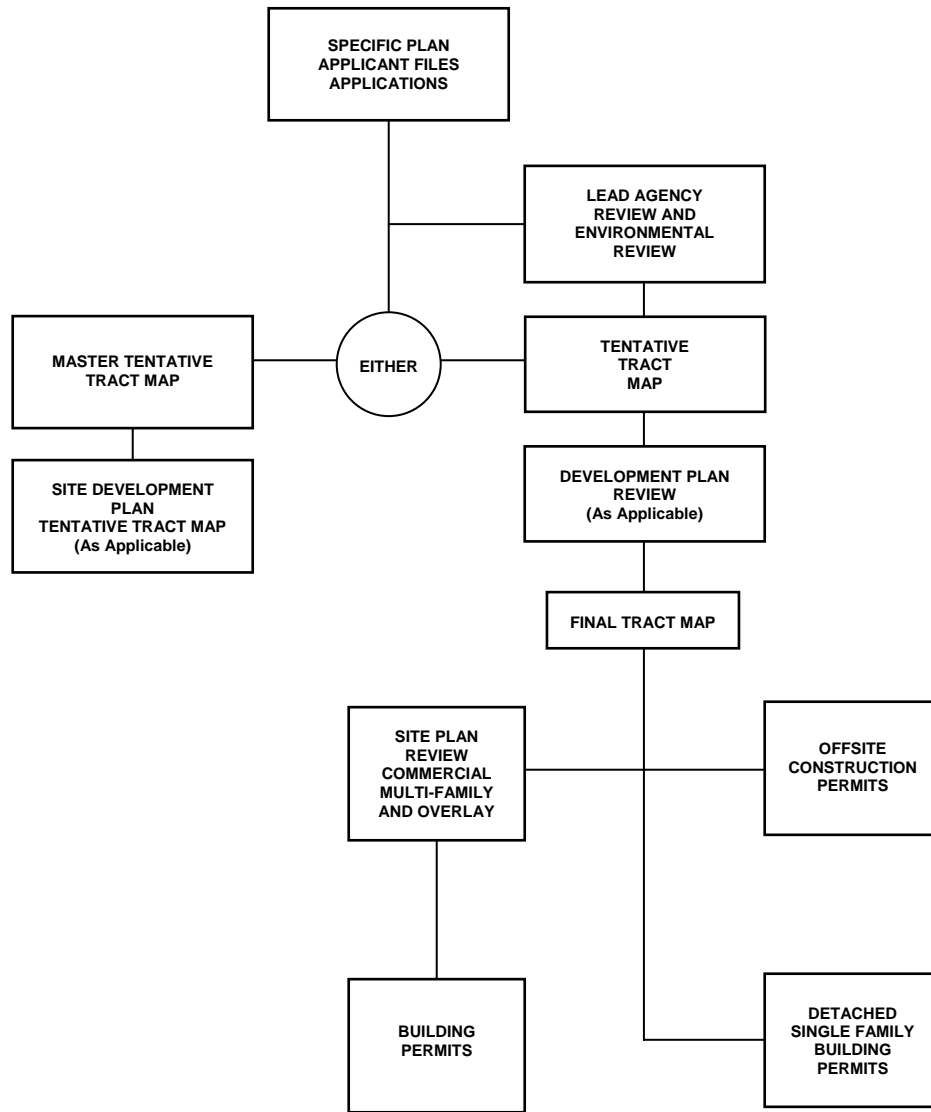 SPECIFIC PLAN
APPLICANT FILES
APPLICATIONS
LEAD AGENCY
REVIEW AND
ENVIRONMENTAL
REVIEW
MASTER TENTATIVE
TRACT MAP
EITHER
TENTATIVE
TRACT
MAP
SITE DEVELOPMENT
PLAN
TENTATIVE TRACT MAP
(As Applicable)
DEVELOPMENT PLAN
REVIEW
(As Applicable)
FINAL TRACT MAP
SITE PLAN
REVIEW
COMMERCIAL
MULTI-FAMILY
AND OVERLAY
OFFSITE
CONSTRUCTION
PERMITS
BUILDING
PERMITS
DETACHED
SINGLE FAMILY
BUILDING
PERMITS